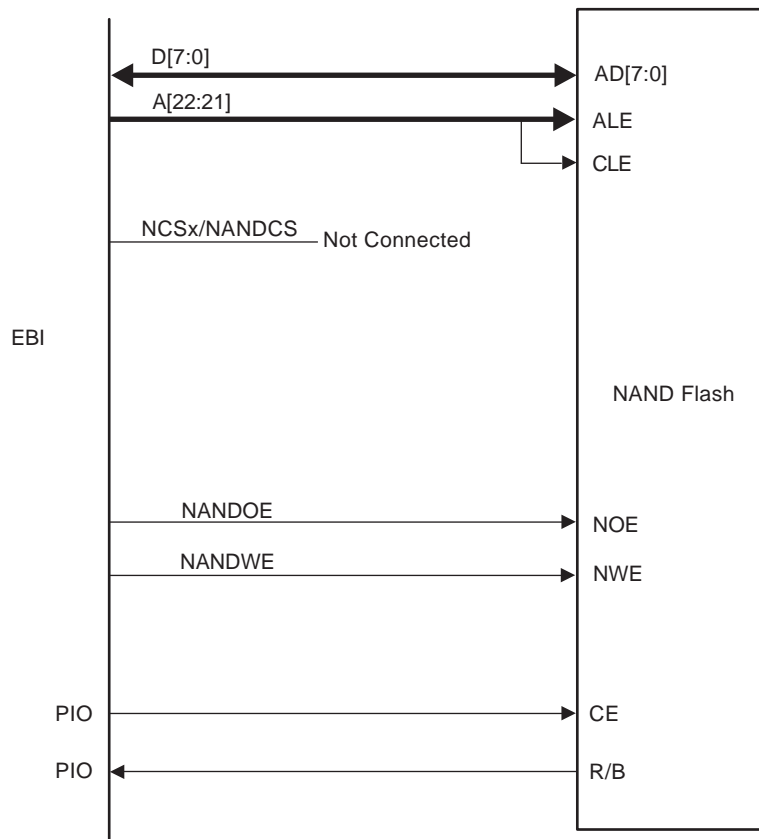 D[7:0]
AD[7:0]
A[22:21]
ALE
CLE
NCSx/NANDCS
Not Connected
EBI
NAND Flash
NANDOE
NOE
NANDWE
NWE
PIO
CE
PIO
R/B